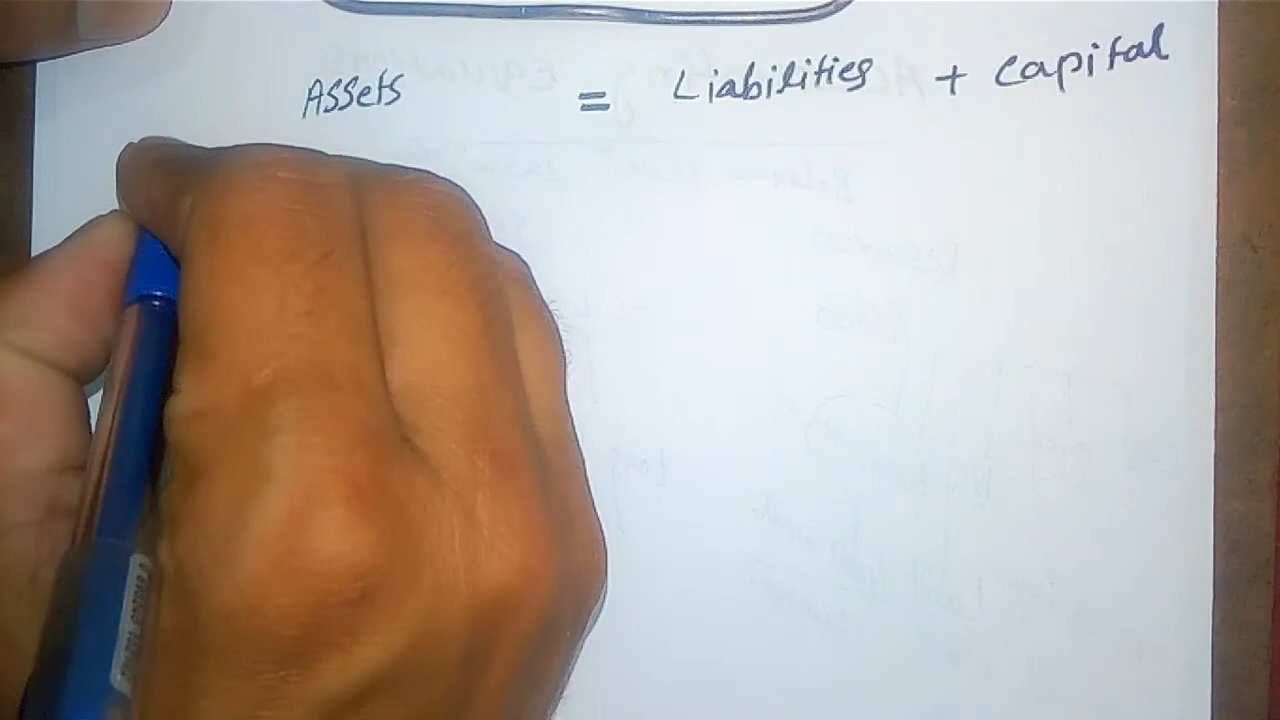 Assets = Liabilities + Capital